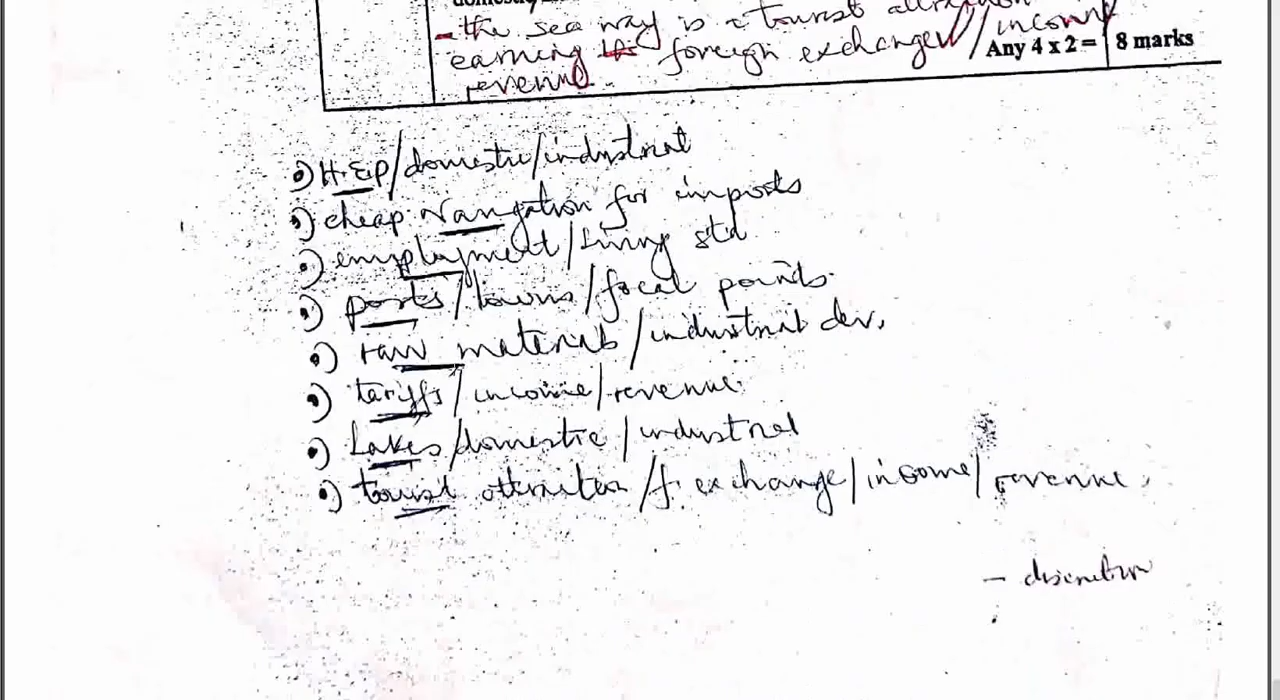 - the sea way is a tourist
earning foreign exchange / income
revenue. Any 4 x 2 = 8 marks
•) H.E.P/domestic/industrial
•) cheap Navigation for imports
•) employment/living std
•) ports/towns/focal points.
•) raw materials/industrial dev,
•) tariffs/income/revenue.
•) Lakes/domestic/industrial
•) tourist attraction/f. exchange/income/revenue,
- discretion